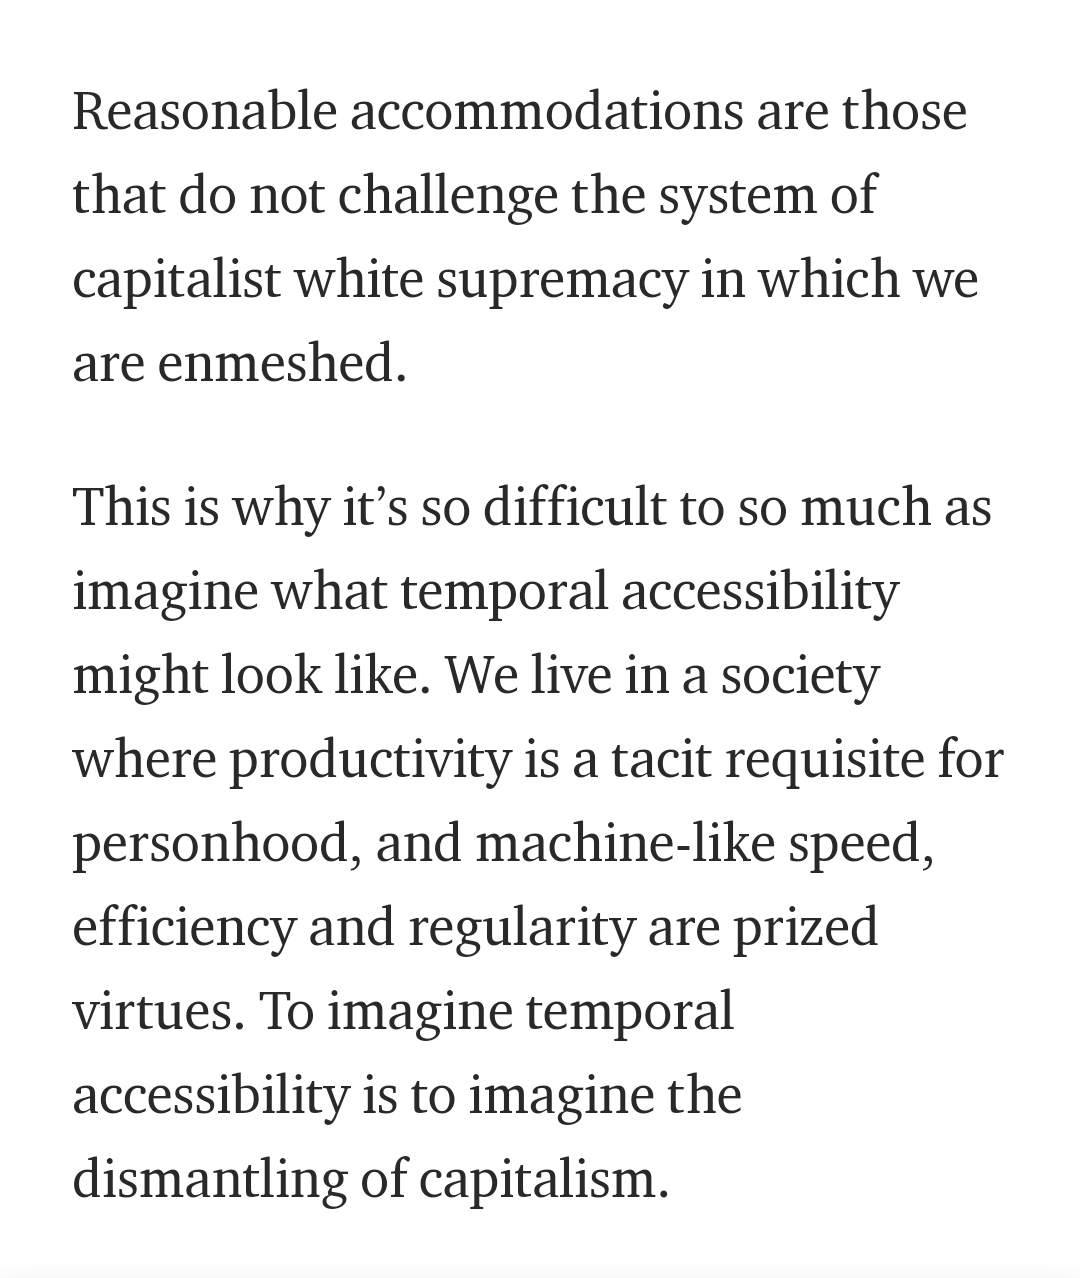 Reasonable accommodations are those
that do not challenge the system of
capitalist white supremacy in which we
are enmeshed.
This is why it’s so difficult to so much as
imagine what temporal accessibility
might look like. We live in a society
where productivity is a tacit requisite for
personhood, and machine-like speed,
efficiency and regularity are prized
virtues. To imagine temporal
accessibility is to imagine the
dismantling of capitalism.